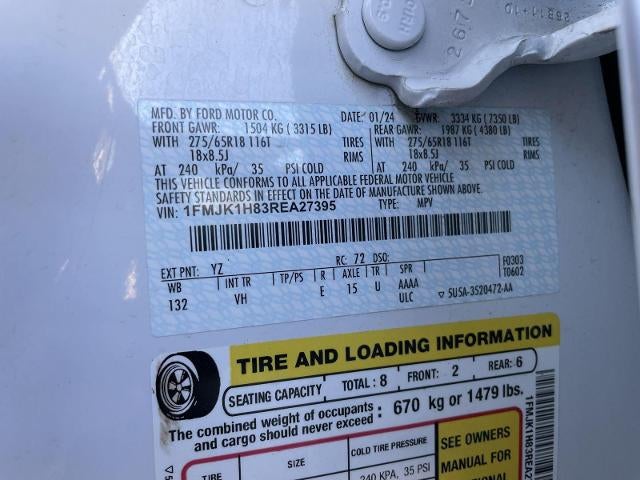 2673
MFD. BY FORD MOTOR CO. DATE: 01/24 GVWR: 3334 KG (7350 LB)
FRONT GAWR: 1504 KG (3315 LB) REAR GAWR: 1987 KG (4380 LB)
WITH 275/65R18 116T TIRES WITH 275/65R18 116T TIRES
18x8.5J RIMS 18x8.5J RIMS
AT 240 kPa/ 35 PSI COLD AT 240 kPa/ 35 PSI COLD
THIS VEHICLE CONFORMS TO ALL APPLICABLE FEDERAL MOTOR VEHICLE
SAFETY STANDARDS IN EFFECT ON THE DATE OF MANUFACTURE SHOWN ABOVE.
VIN: 1FMJK1H83REA27395 TYPE: MPV
EXT PNT: YZ RC: 72 F0303
T0602
WB INT TR TP/PS R AXLE TR SPR
132 VH E 15 U AAAU
ULC 5U5A-3S20472-AA
TIRE AND LOADING INFORMATION
SEATING CAPACITY TOTAL: 8 FRONT: 2 REAR: 6
The combined weight of occupants and cargo should never exceed: 670 kg or 1479 lbs.
TIRE SIZE COLD TIRE PRESSURE
240 KPA, 35 PSI
SEE OWNERS
MANUAL FOR
1FMJK1H83REA27